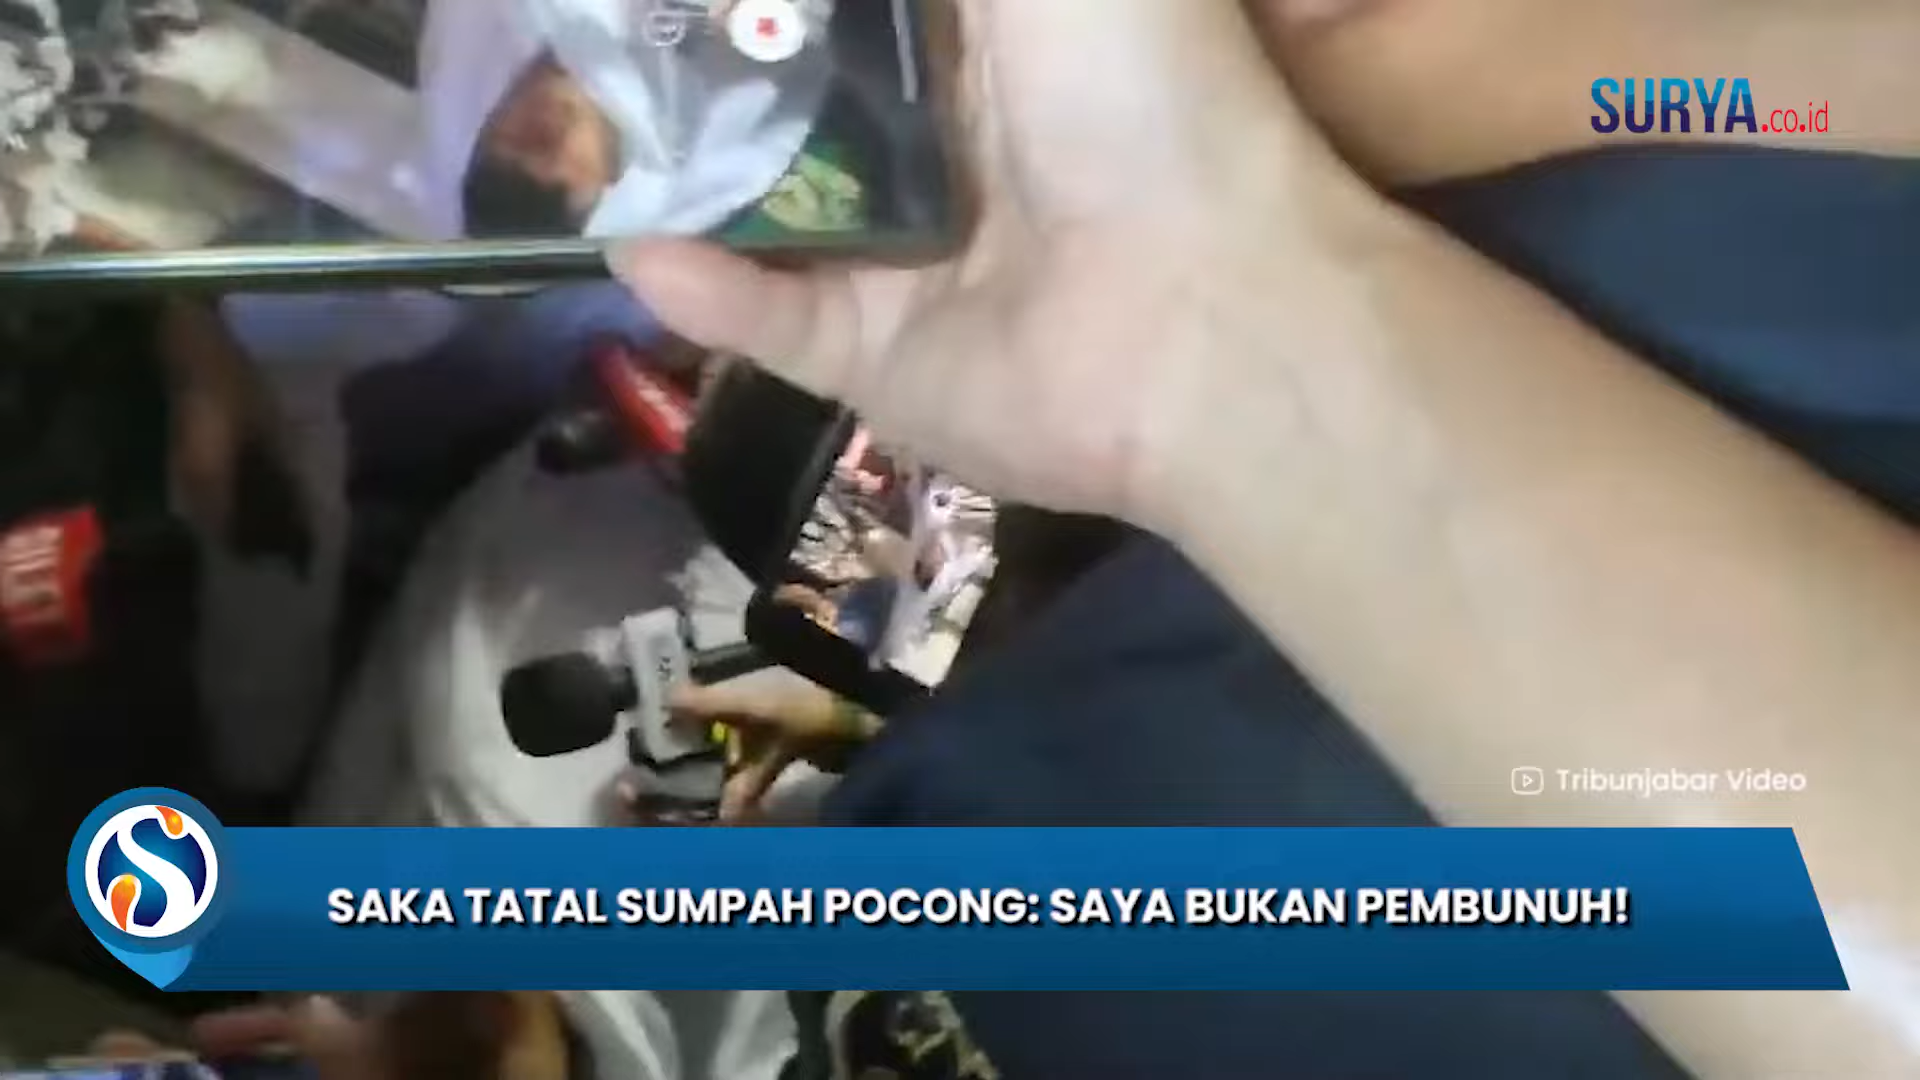 SURYA.co.id
Tribunjabar Video
SAKA TATAL SUMPAH POCONG: SAYA BUKAN PEMBUNUH!